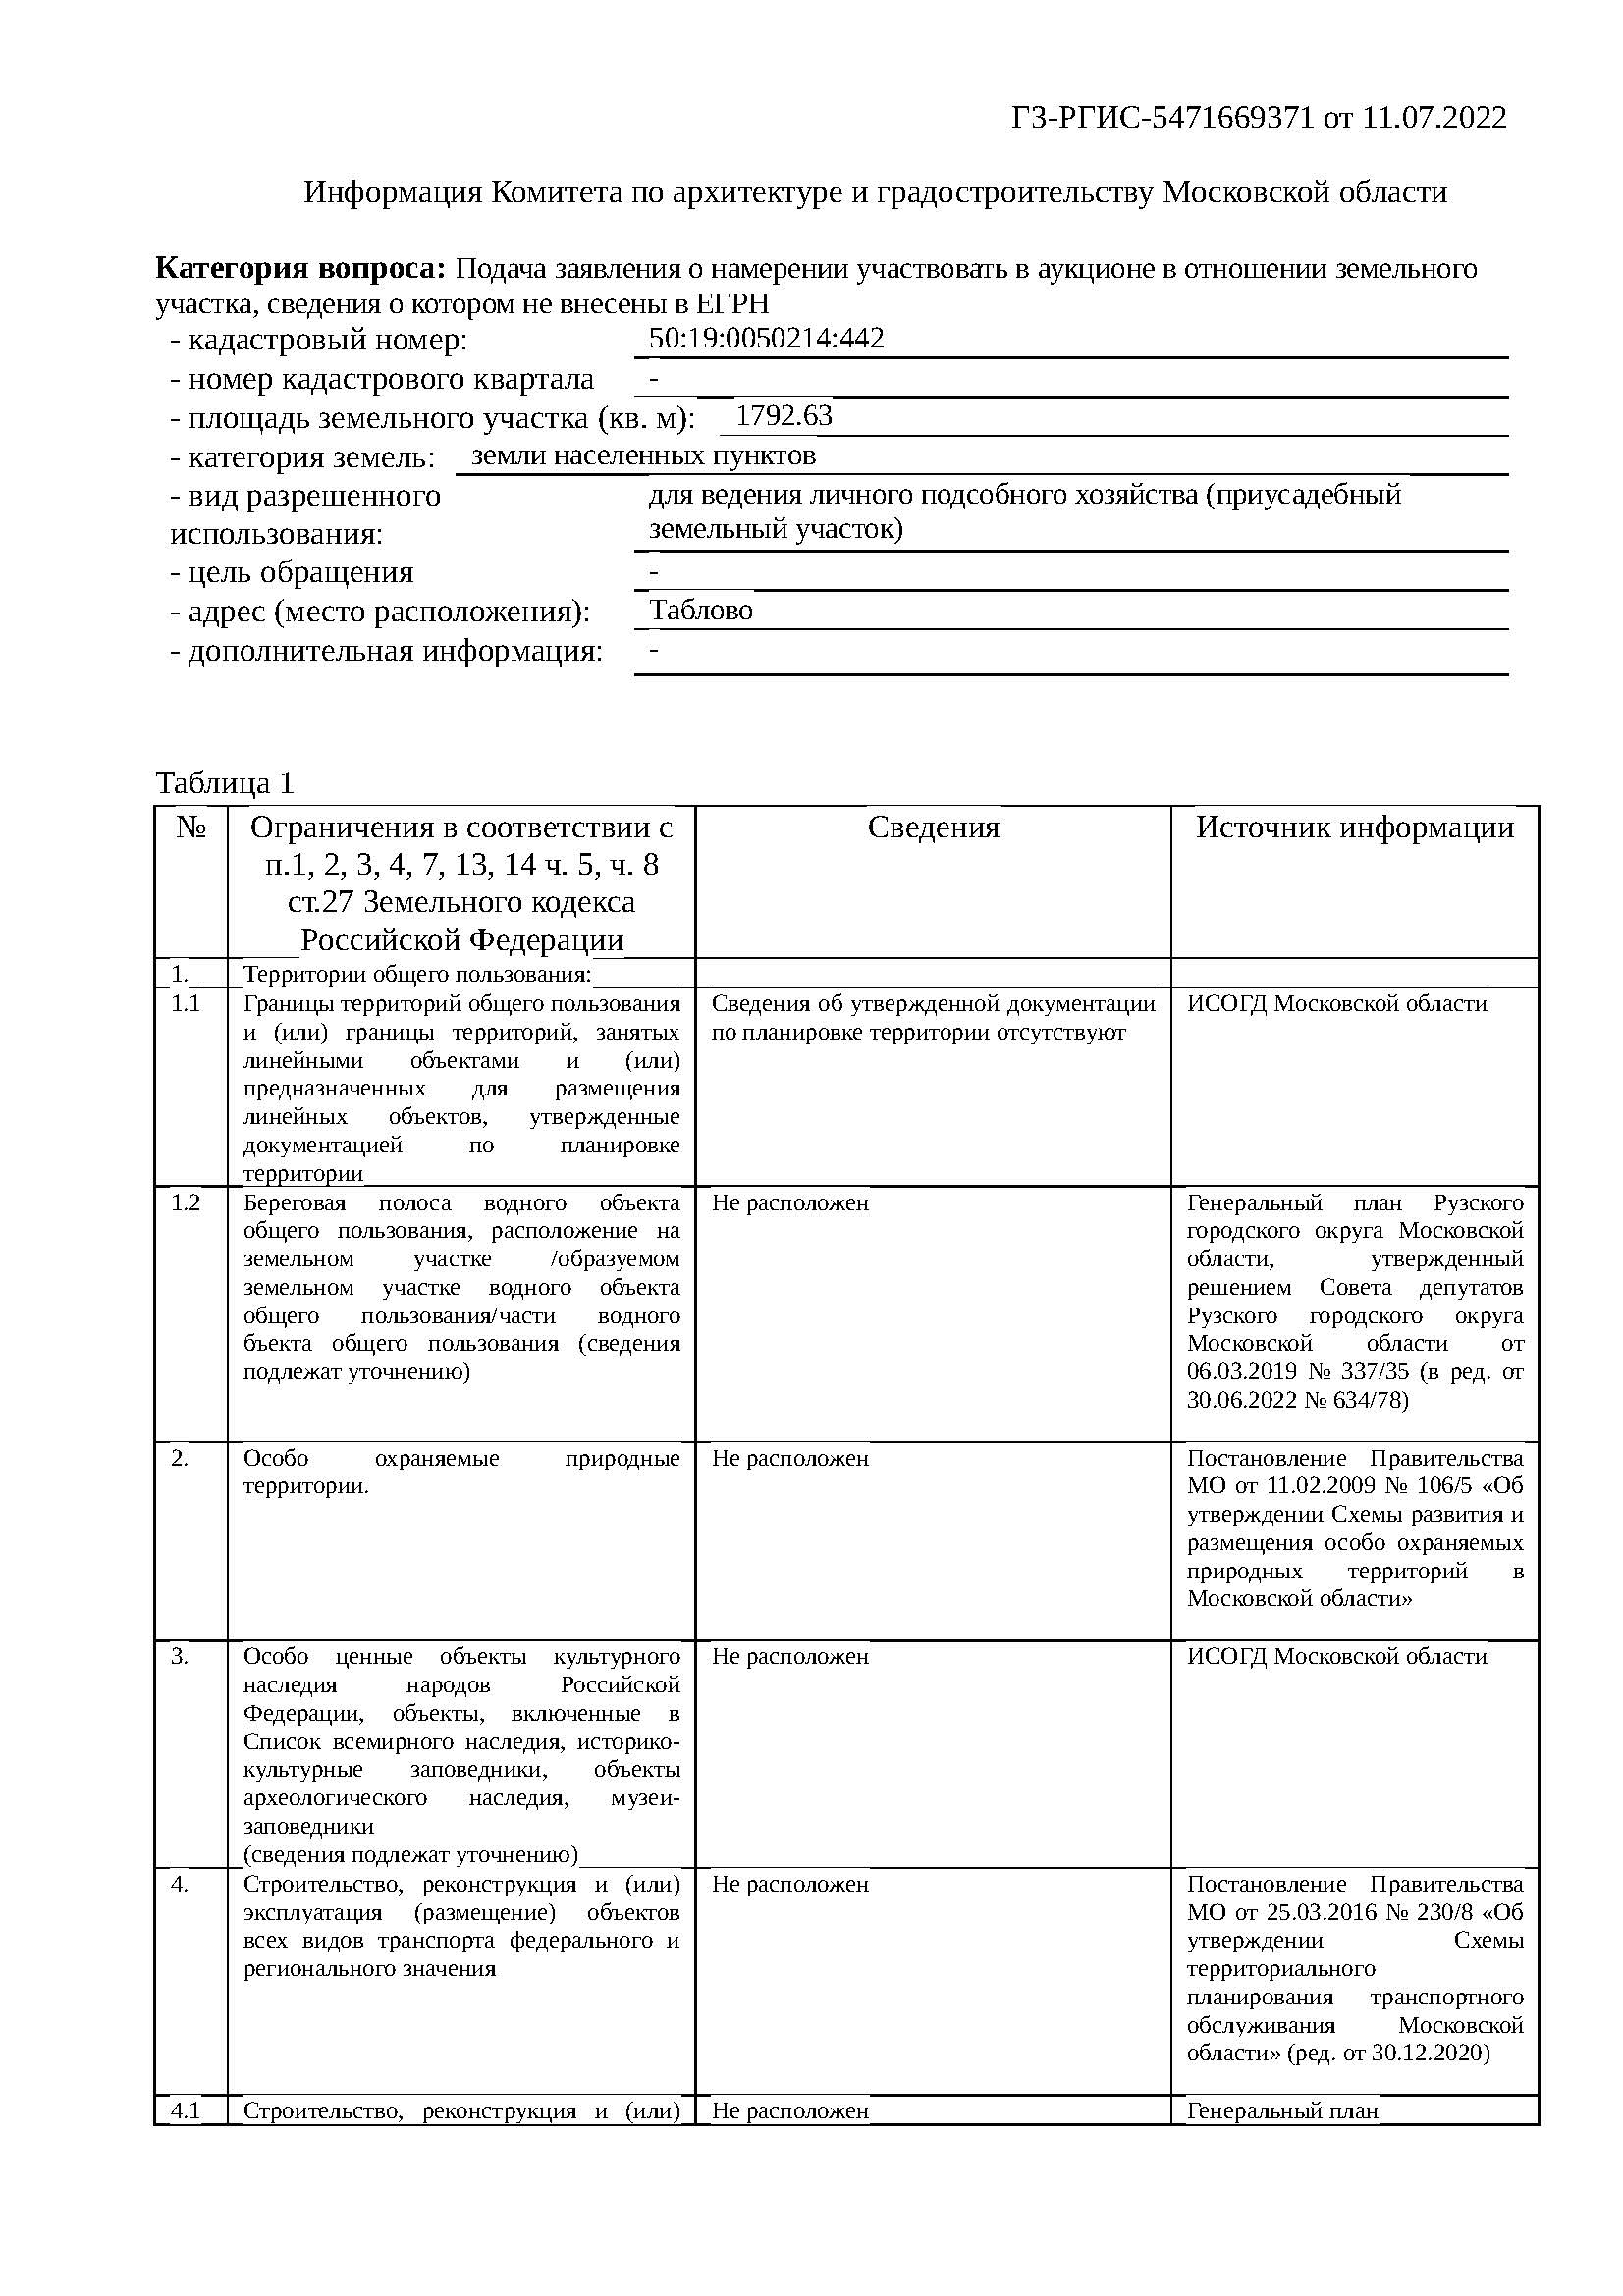 ГЗ-РГИС-5471669371 от 11.07.2022
Информация Комитета по архитектуре и градостроительству Московской области
Категория вопроса: Подача заявления о намерении участвовать в аукционе в отношении земельного
участка, сведения о котором не внесены в ЕГРН
- кадастровый номер: 50:19:0050214:442
- номер кадастрового квартала -
- площадь земельного участка (кв. м): 1792.63
- категория земель: земли населенных пунктов
- вид разрешенного
использования:
для ведения личного подсобного хозяйства (приусадебный
земельный участок)
- цель обращения -
- адрес (место расположения): Таблово
- дополнительная информация: -
Таблица 1
№
Ограничения в соответствии с
п.1, 2, 3, 4, 7, 13, 14 ч. 5, ч. 8
ст.27 Земельного кодекса
Российской Федерации
Сведения
Источник информации
1.
Территории общего пользования:
1.1
Границы территорий общего пользования
и (или) границы территорий, занятых
линейными объектами и (или)
предназначенных для размещения
линейных объектов, утвержденные
документацией по планировке
территории
Сведения об утвержденной документации
по планировке территории отсутствуют
ИСОГД Московской области
1.2
Береговая полоса водного объекта
общего пользования, расположение на
земельном участке /образуемом
земельном участке водного объекта
общего пользования/части водного
бъекта общего пользования (сведения
подлежат уточнению)
Не расположен
Генеральный план Рузского
городского округа Московской
области, утвержденный
решением Совета депутатов
Рузского городского округа
Московской области от
06.03.2019 № 337/35 (в ред. от
30.06.2022 № 634/78)
2.
Особо охраняемые природные
территории.
Не расположен
Постановление Правительства
МО от 11.02.2009 № 106/5 «Об
утверждении Схемы развития и
размещения особо охраняемых
природных территорий в
Московской области»
3.
Особо ценные объекты культурного
наследия народов Российской
Федерации, объекты, включенные в
Список всемирного наследия, историко-
культурные заповедники, объекты
археологического наследия, музеи-
заповедники
(сведения подлежат уточнению)
Не расположен
ИСОГД Московской области
4.
Строительство, реконструкция и (или)
эксплуатация (размещение) объектов
всех видов транспорта федерального и
регионального значения
Не расположен
Постановление Правительства
МО от 25.03.2016 № 230/8 «Об
утверждении Схемы
территориального
планирования транспортного
обслуживания Московской
области» (ред. от 30.12.2020)
4.1
Строительство, реконструкция и (или)
Не расположен
Генеральный план